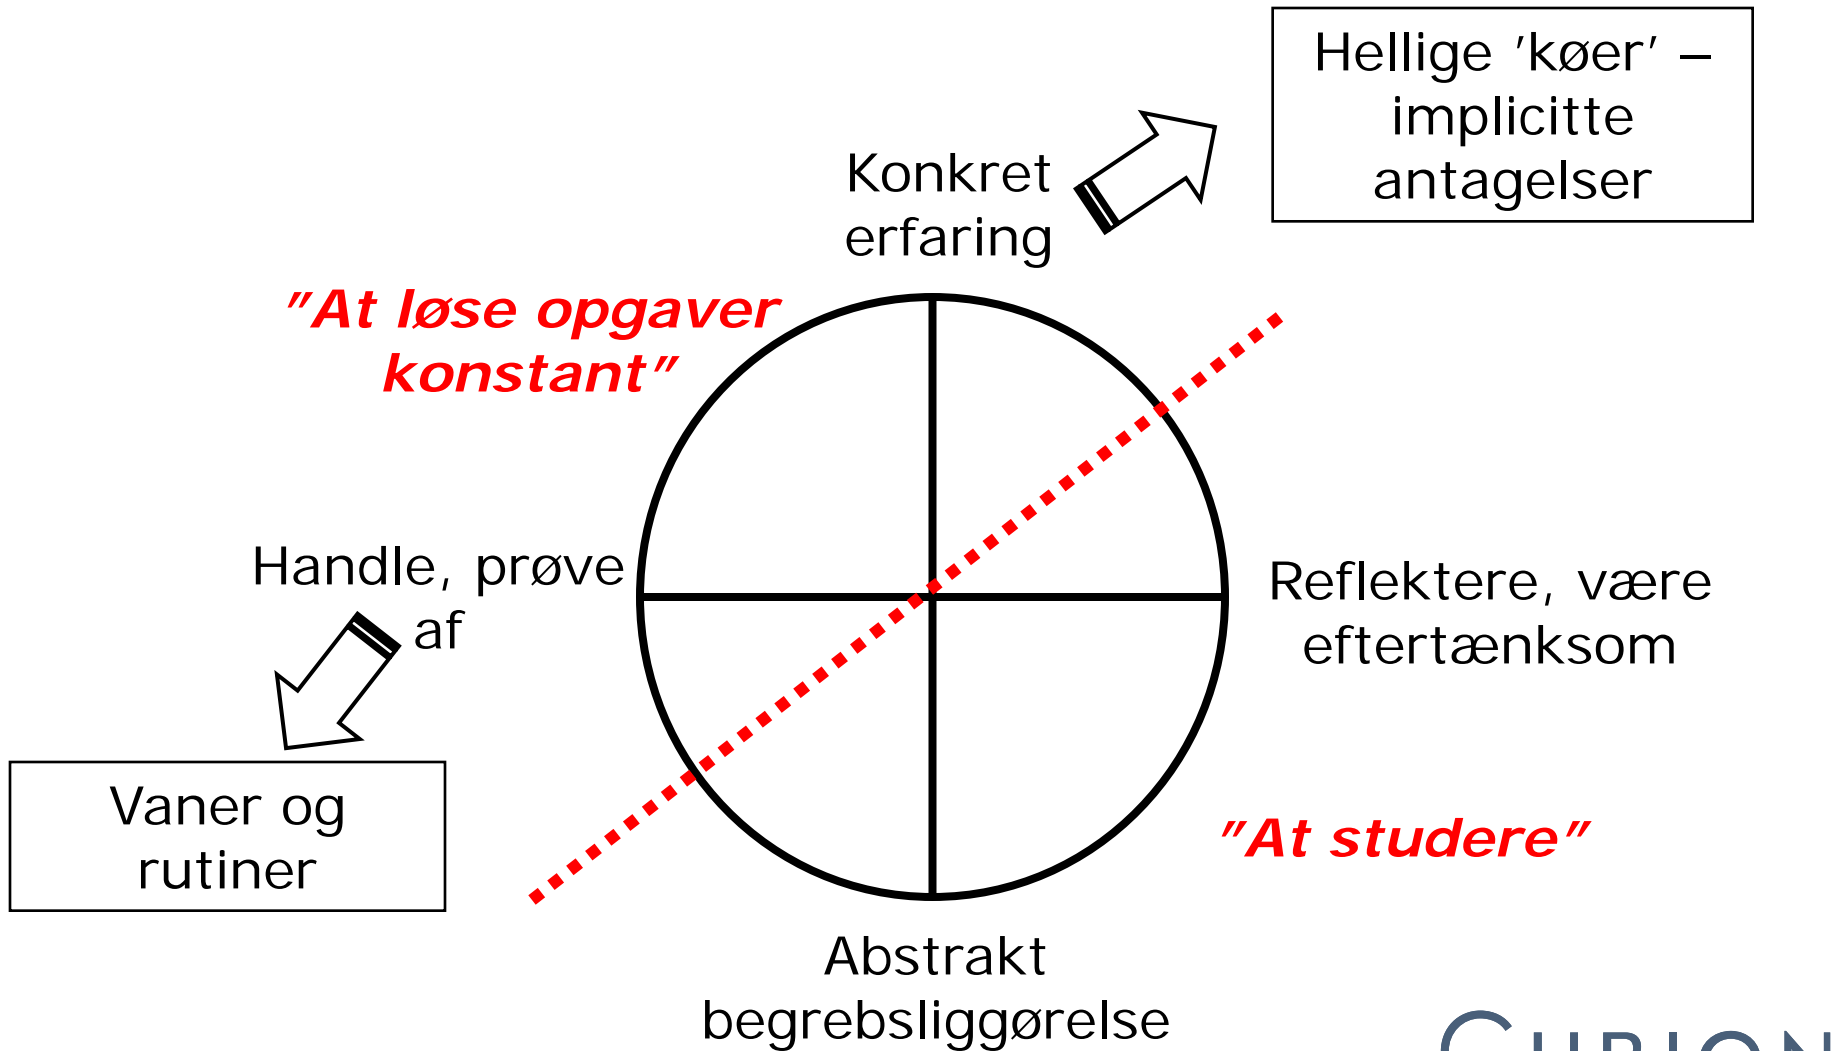 Hellige ’køer’ –
implicitte
antagelser
Konkret
erfaring
”At løse opgaver
konstant”
Handle, prøve
af
Reflektere, være
eftertænksom
Vaner og
rutiner
”At studere”
Abstrakt
begrebsliggørelse